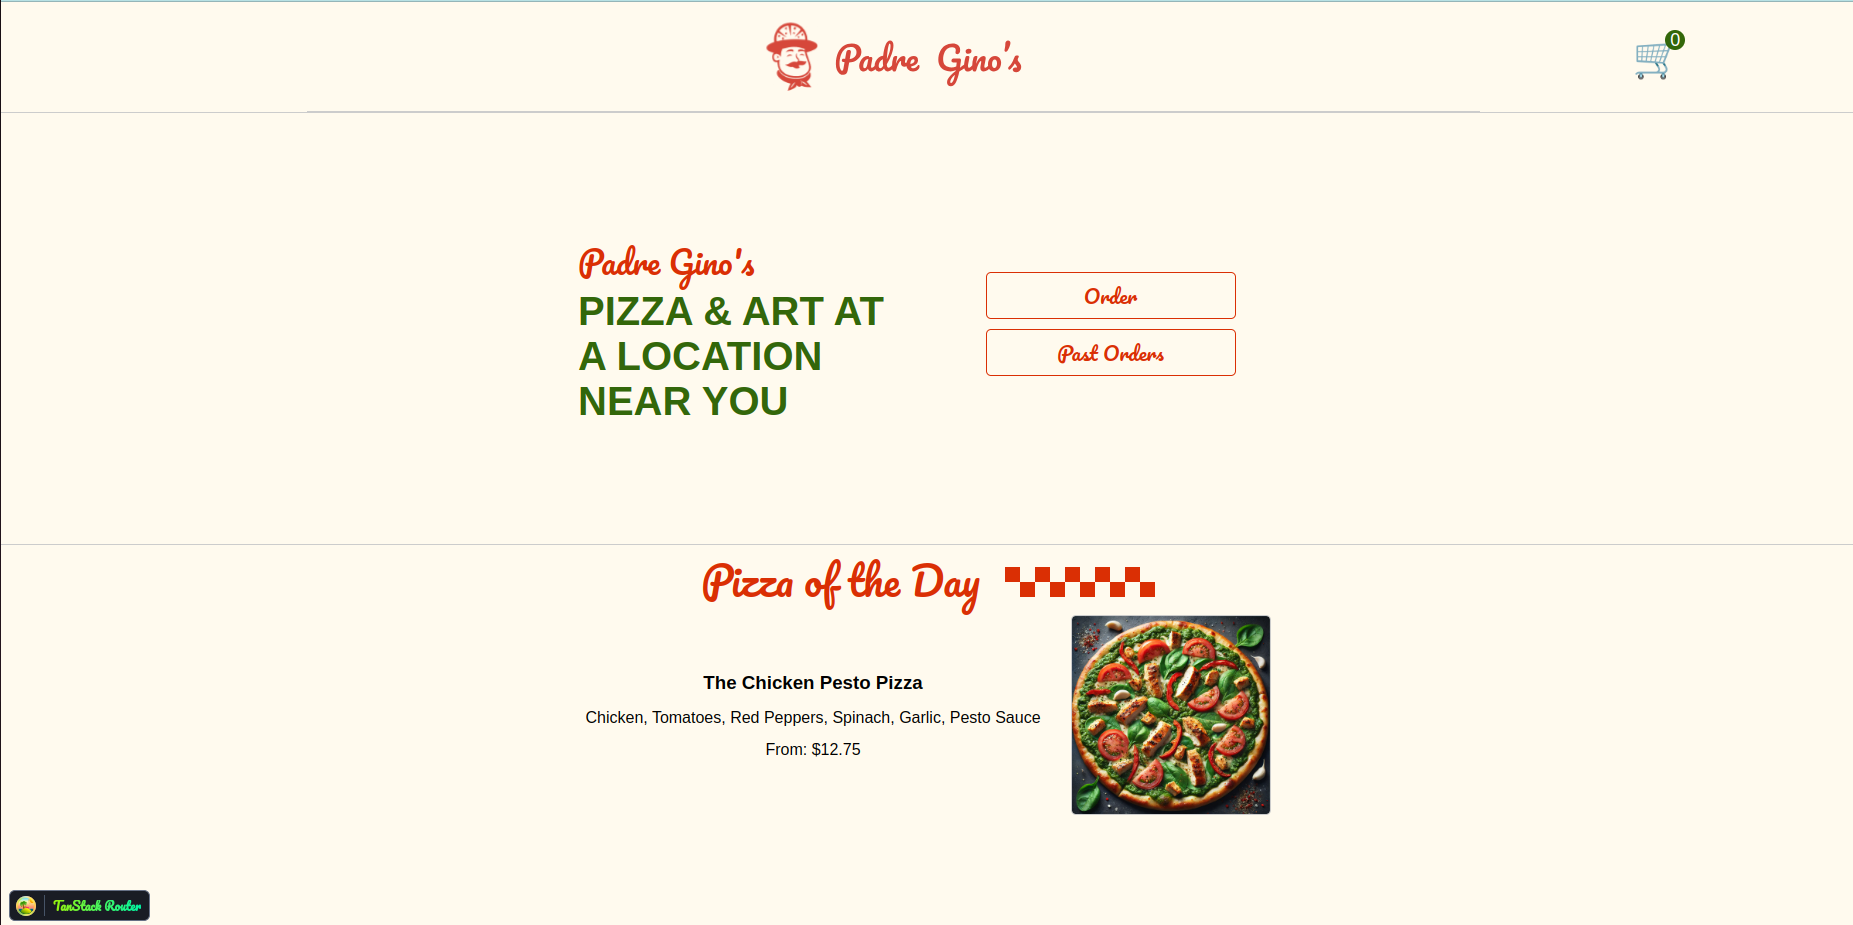 Padre Gino's
0
Padre Gino's
PIZZA & ART AT
A LOCATION
NEAR YOU
Order
Past Orders
Pizza of the Day
The Chicken Pesto Pizza
Chicken, Tomatoes, Red Peppers, Spinach, Garlic, Pesto Sauce
From: $12.75
TanStack Router